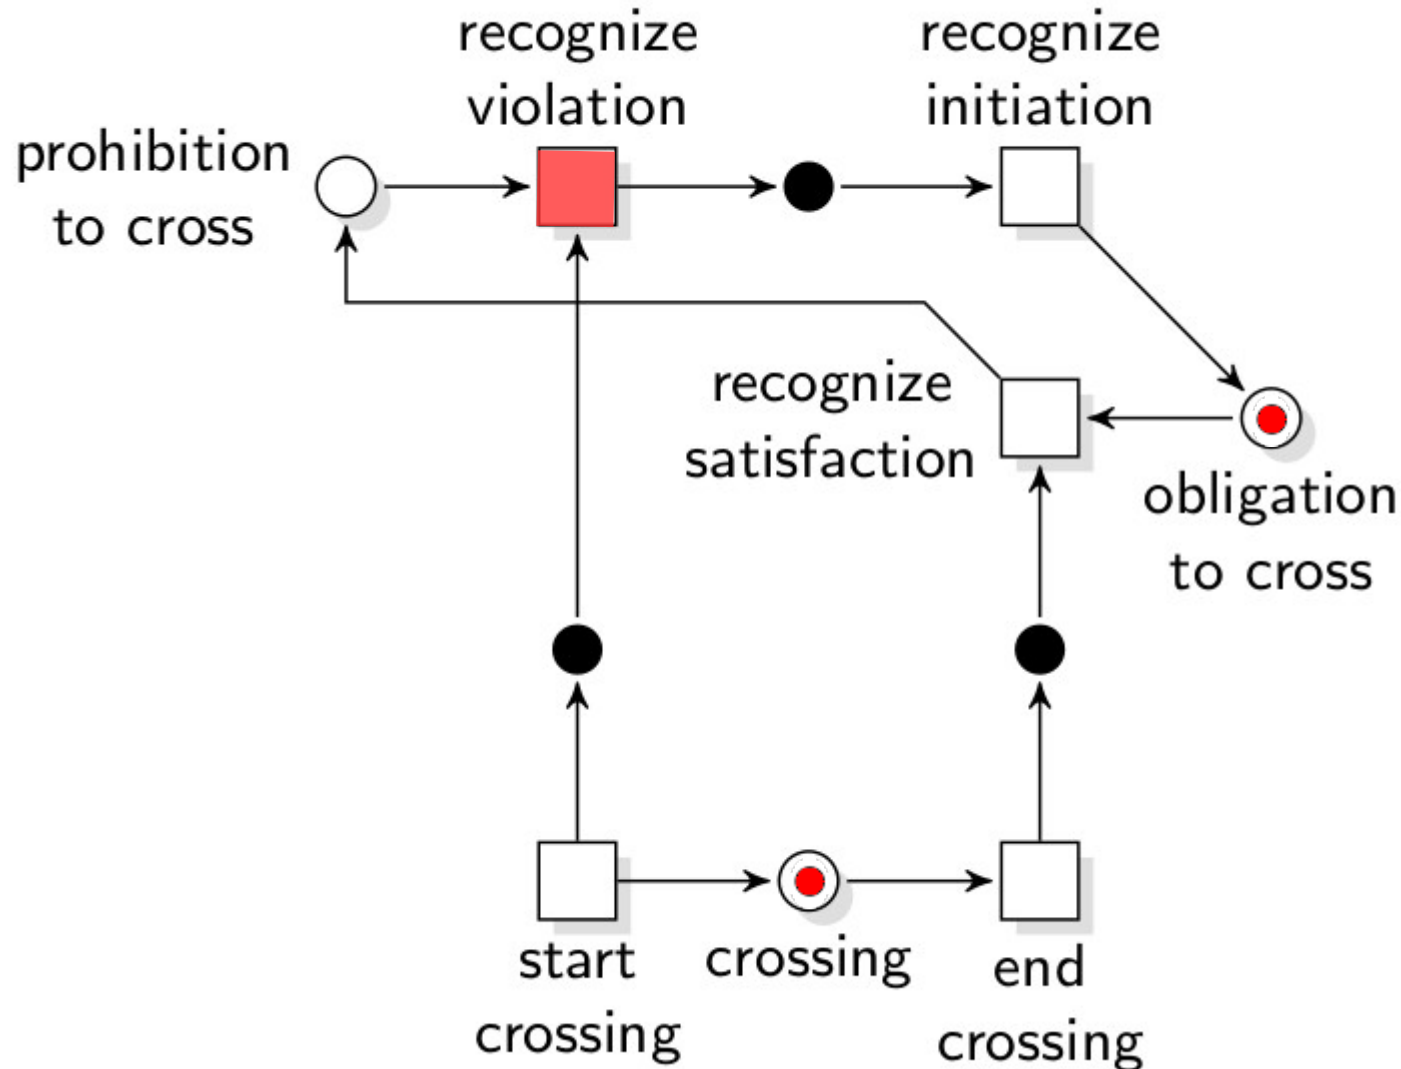 recognize
violation
recognize
initiation
prohibition
to cross
recognize
satisfaction
obligation
to cross
start
crossing
crossing
end
crossing